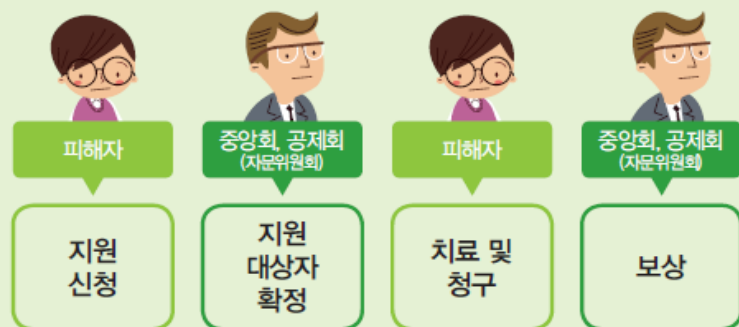 피해자
중앙회, 공제회
(자문위원회)
피해자
중앙회, 공제회
(자문위원회)
지원
신청
지원
대상자
확정
치료 및
청구
보상